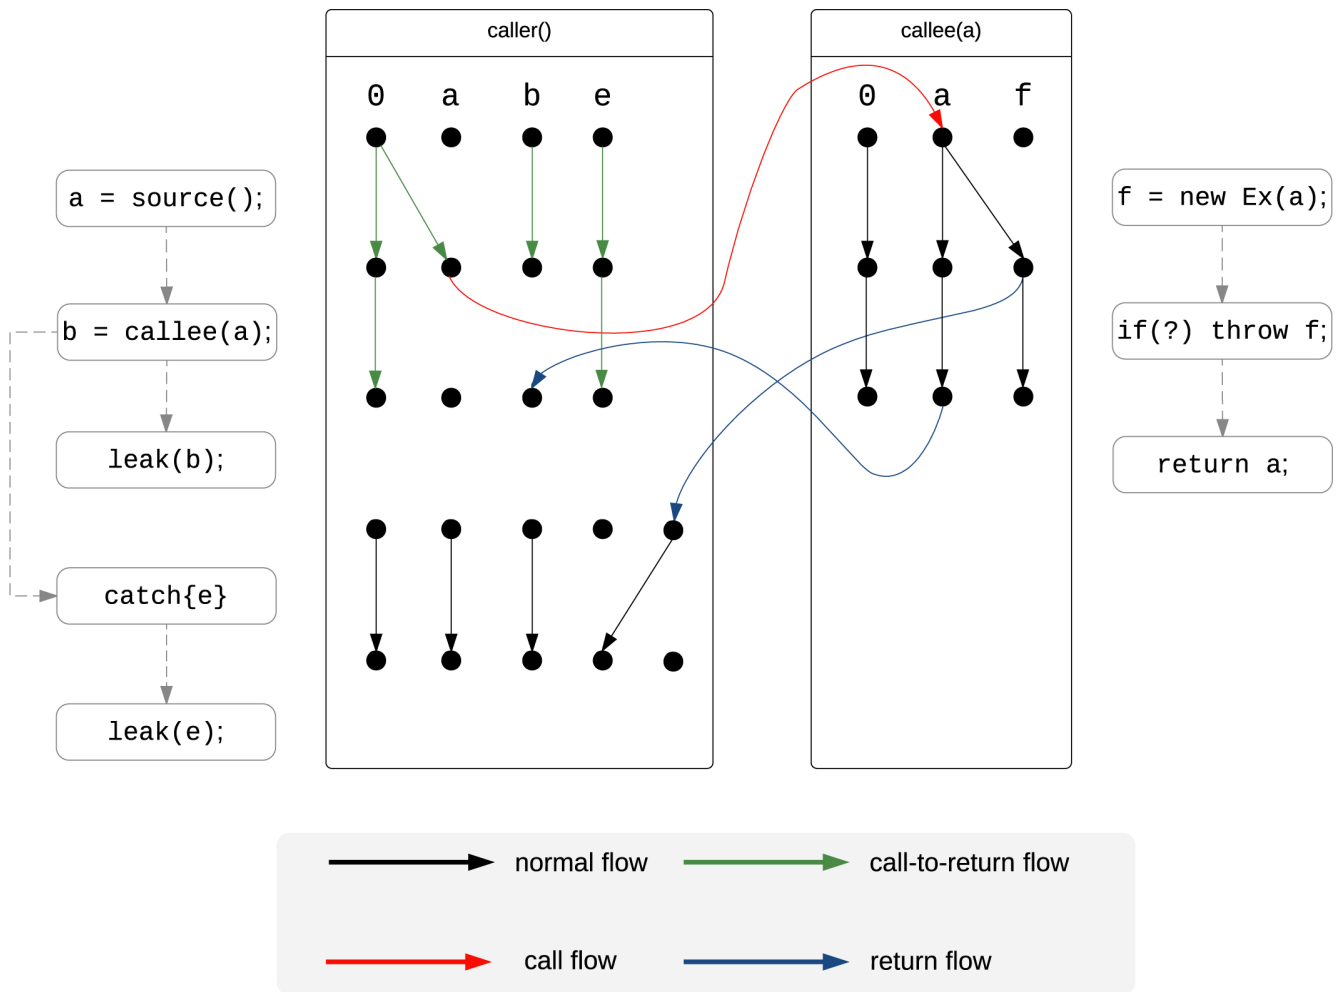 caller()
callee(a)
0 a b e
0 a f
a = source();
b = callee(a);
leak(b);
catch{e}
leak(e);
f = new Ex(a);
if(?) throw f;
return a;
normal flow
call-to-return flow
call flow
return flow